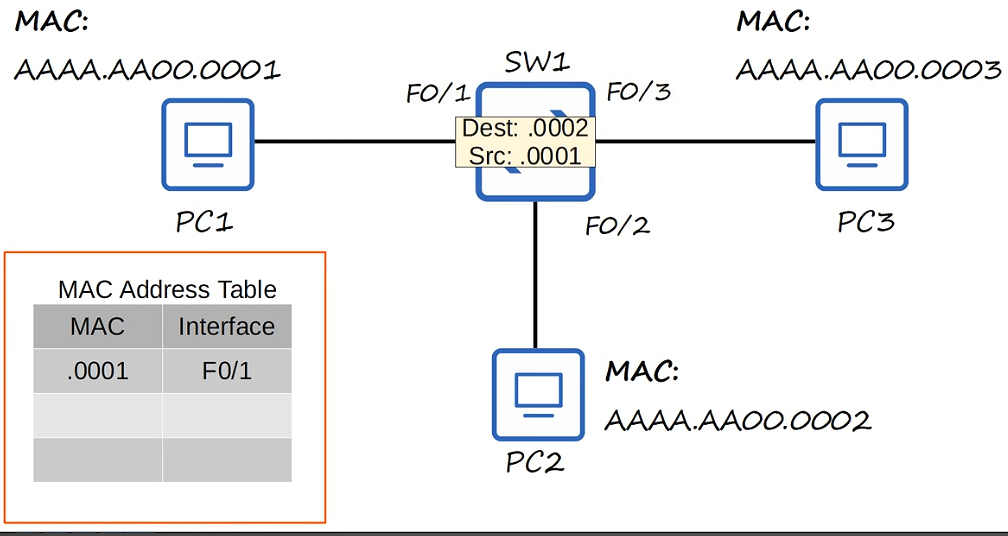 MAC:
AAAA.AA00.0001
PC1
SW1
F0/1
F0/3
Dest: .0002
Src: .0001
F0/2
MAC:
AAAA.AA00.0003
PC3
MAC Address Table
MAC Interface
.0001 F0/1
MAC:
AAAA.AA00.0002
PC2